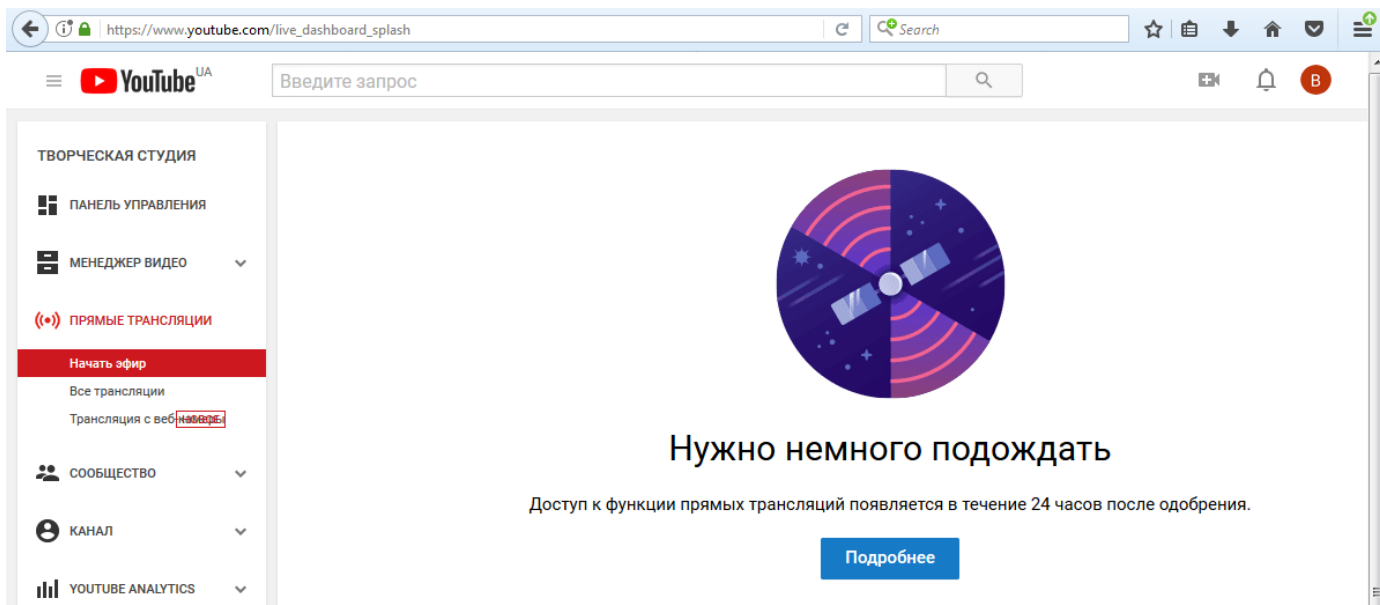 https://www.youtube.com/live_dashboard_splash
Search
YouTube UA
Введите запрос
B
ТВОРЧЕСКАЯ СТУДИЯ
ПАНЕЛЬ УПРАВЛЕНИЯ
МЕНЕДЖЕР ВИДЕО
ПРЯМЫЕ ТРАНСЛЯЦИИ
Начать эфир
Все трансляции
Трансляция с веб-камеры НОВОЕ
СООБЩЕСТВО
КАНАЛ
YOUTUBE ANALYTICS
Нужно немного подождать
Доступ к функции прямых трансляций появляется в течение 24 часов после одобрения.
Подробнее